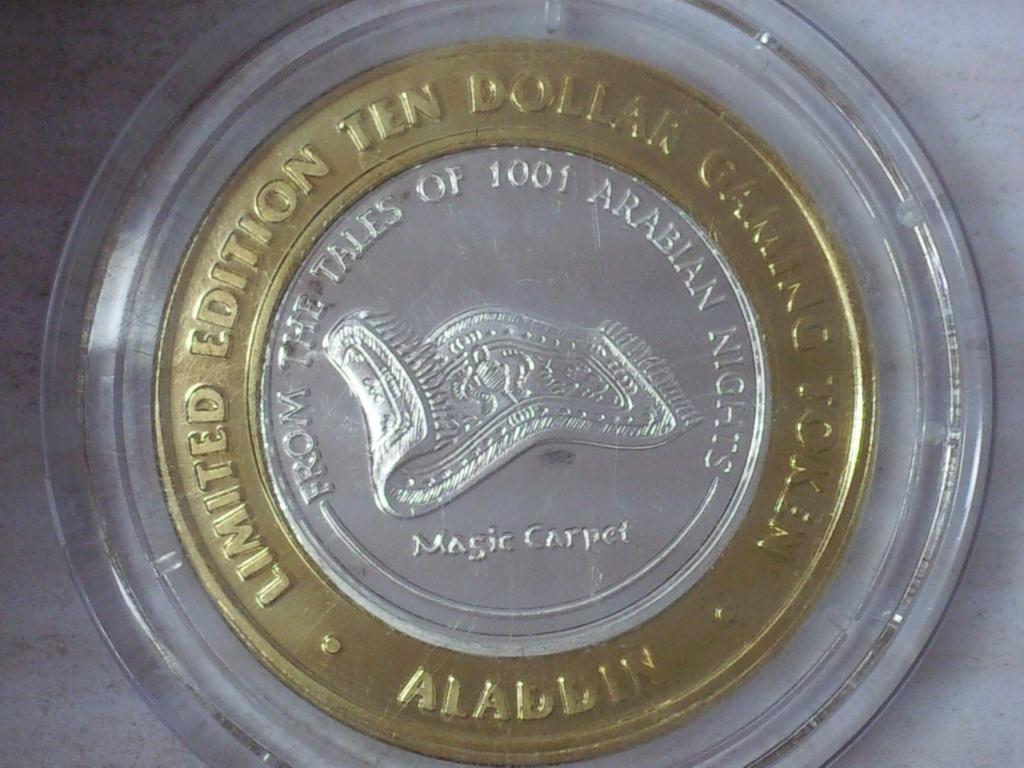 LIMITED EDITION TEN DOLLAR GAMING TOKEN
• ALADDIN •
FROM THE TALES OF 1001 ARABIAN NIGHTS
Magic Carpet